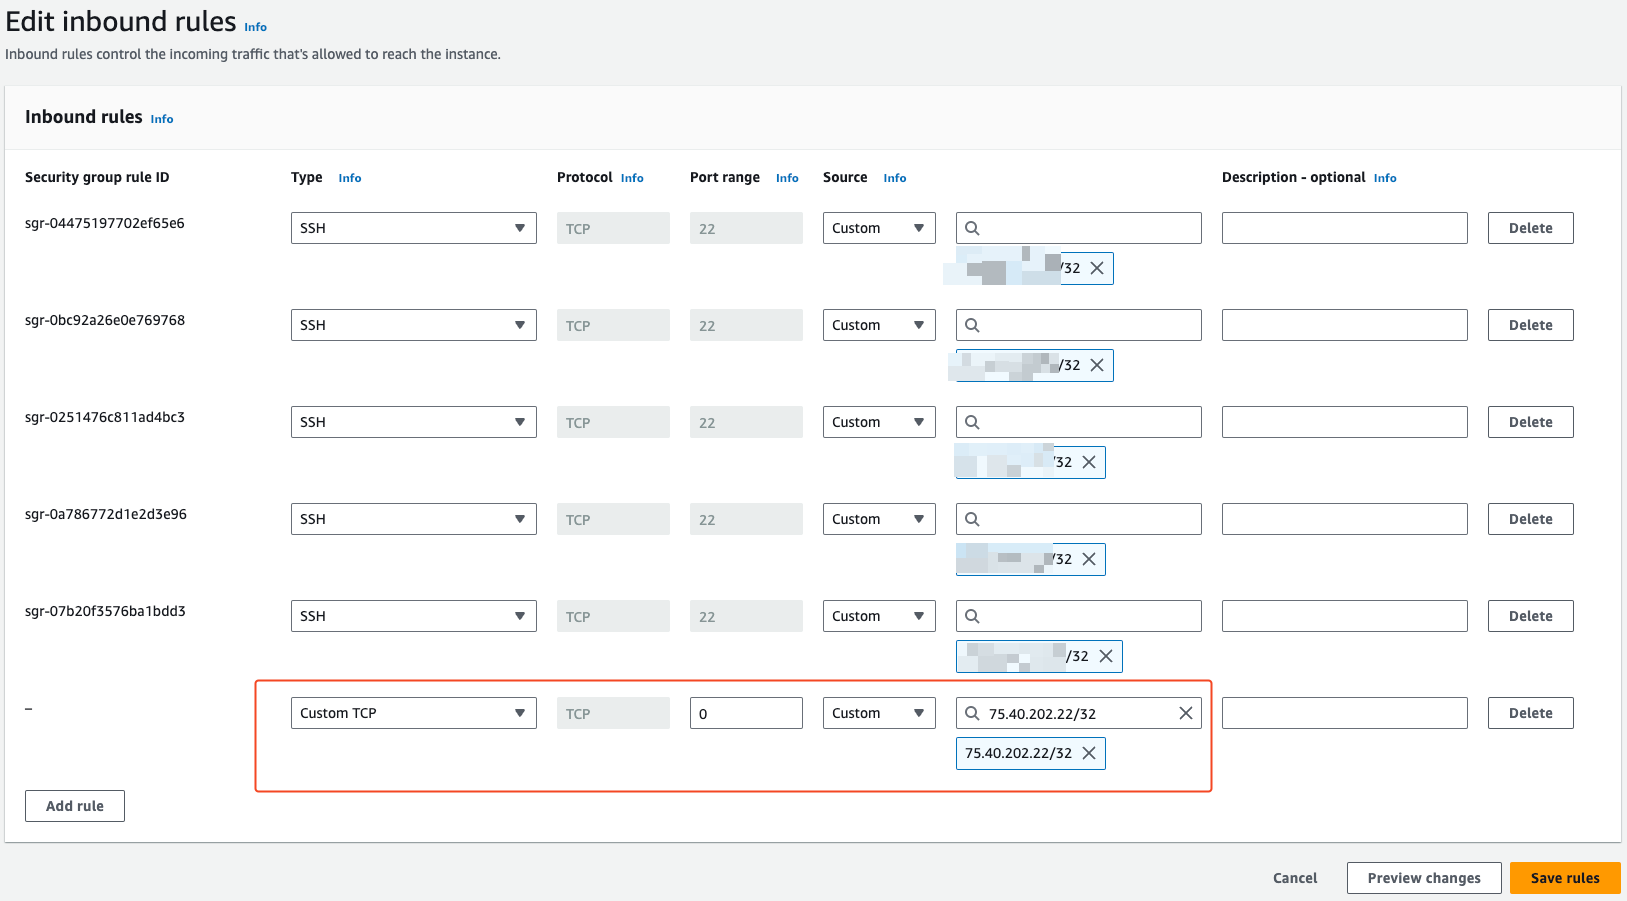 Edit inbound rules Info
Inbound rules control the incoming traffic that's allowed to reach the instance.
Inbound rules Info
Security group rule ID Type Info Protocol Info Port range Info Source Info Description - optional Info
sgr-04475197702ef65e6 SSH TCP 22 Custom Delete
/32
sgr-0bc92a26e0e769768 SSH TCP 22 Custom Delete
/32
sgr-0251476c811ad4bc3 SSH TCP 22 Custom Delete
/32
sgr-0a786772d1e2d3e96 SSH TCP 22 Custom Delete
/32
sgr-07b20f3576ba1bdd3 SSH TCP 22 Custom Delete
/32
– Custom TCP TCP 0 Custom 75.40.202.22/32 Delete
75.40.202.22/32
Add rule
Cancel Preview changes Save rules